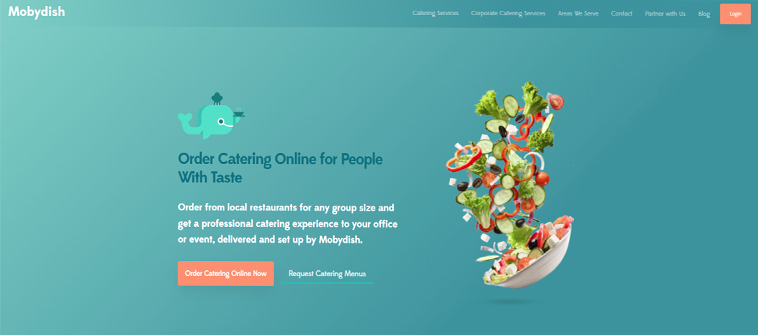 Mobydish
Catering Services Corporate Catering Services Areas We Serve Contact Partner with Us Blog Login
Order Catering Online for People
With Taste
Order from local restaurants for any group size and
get a professional catering experience to your office
or event, delivered and set up by Mobydish.
Order Catering Online Now Request Catering Menus